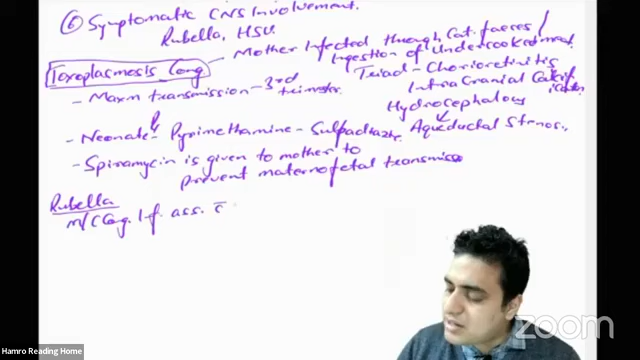 ⑥ Symptomatic CNS Involvement.
Rubella, HSV
Toxoplasmosis Cong - Mother Infected through Cat faeces /
Ingestion of Undercooked meat
- Maxm transmission - 3rd trimester
Triad - Chorioretinitis
Intra Cranial Calcification
Hydrocephalous
↙
Aqueductal Stenosis
- Neonate - Pyrimethamine - Sulfadiazine
- Spiramycin is given to mother to
prevent maternofetal transmission
Rubella
M/C Cong. Inf. ass. c̄
Hamro Reading Home
zoom